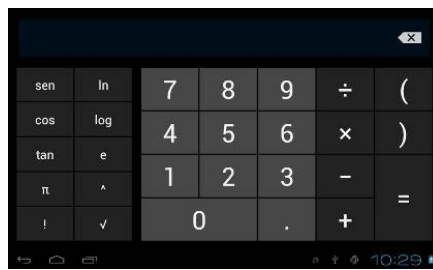 sen ln 7 8 9 ÷ (
cos log 4 5 6 × )
tan e 1 2 3 −
π ^ =
! √ 0 . +
10:29